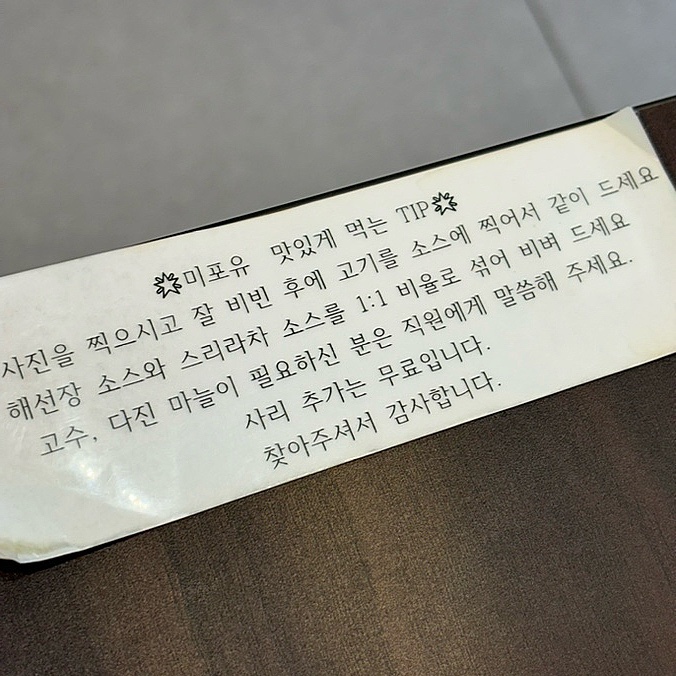 미포유 맛있게 먹는 TIP
사진을 찍으시고 잘 비빈 후에 고기를 소스에 찍어서 같이 드세요
해선장 소스와 스리라차 소스를 1:1 비율로 섞어 비벼 드세요
고수, 다진 마늘이 필요하신 분은 직원에게 말씀해 주세요.
사리 추가는 무료입니다.
찾아주셔서 감사합니다.